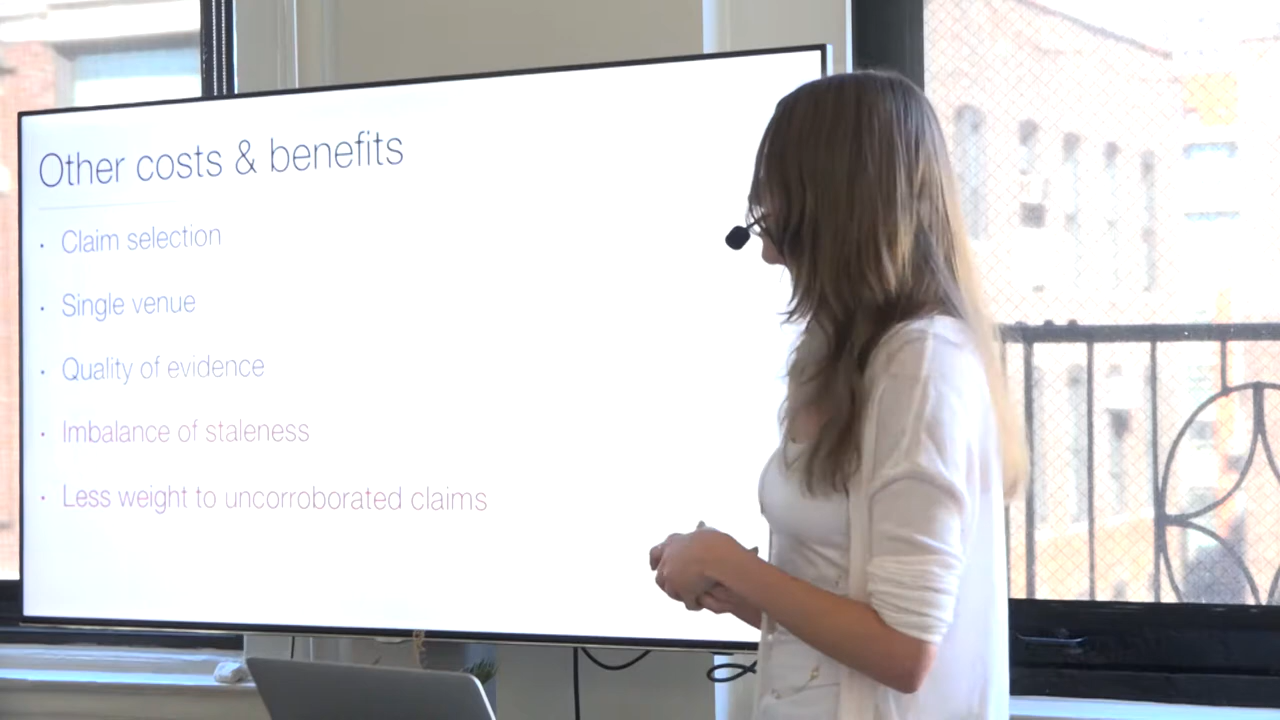 Other costs & benefits
• Claim selection
• Single venue
• Quality of evidence
• Imbalance of staleness
• Less weight to uncorroborated claims